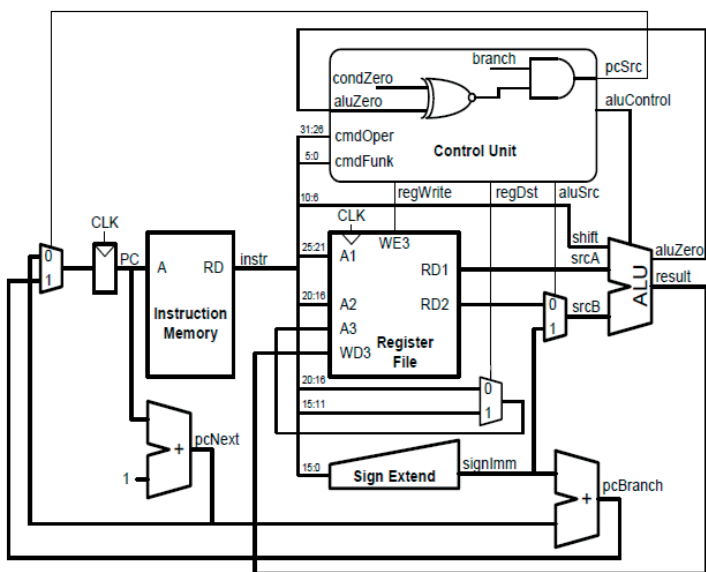 branch
pcSrc
condZero
aluZero
aluControl
31:26
cmdOper
5:0
cmdFunk
Control Unit
10:6
regWrite
regDst
aluSrc
CLK
CLK
WE3
shift
aluZero
0
1
PC
A
RD
instr
25:21
A1
RD1
srcA
ALU
result
Instruction
Memory
20:16
A2
RD2
0
1
srcB
A3
WD3
Register
File
20:16
0
15:11
1
+
pcNext
1
15:0
Sign Extend
signImm
+
pcBranch